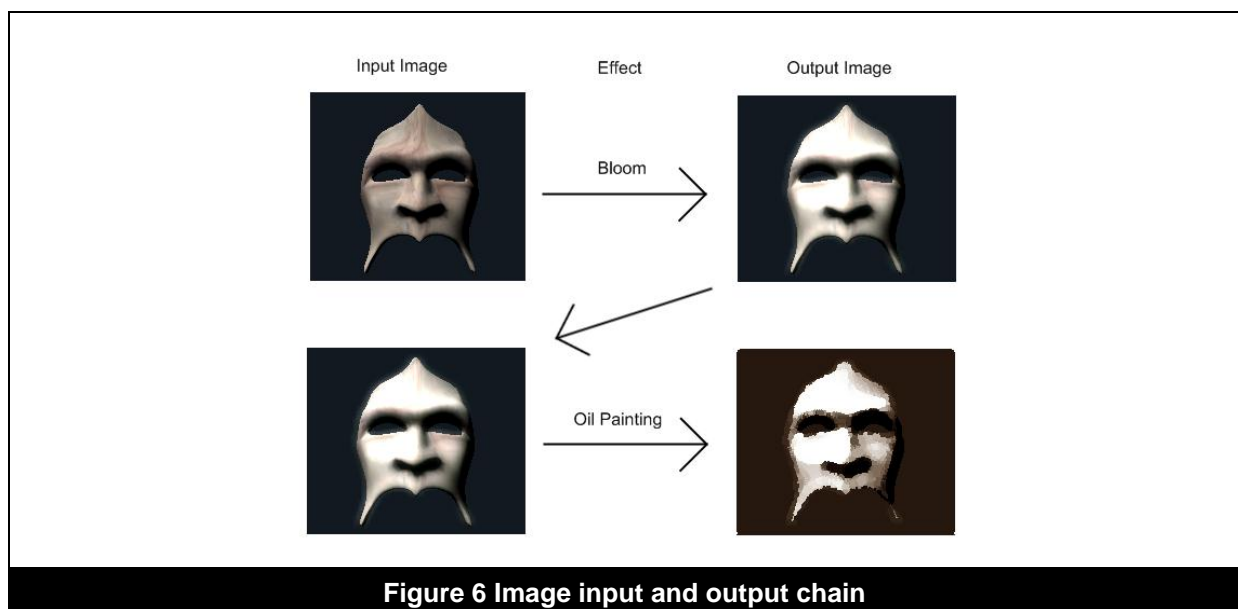 Input Image
Effect
Output Image
Bloom
Oil Painting
Figure 6 Image input and output chain